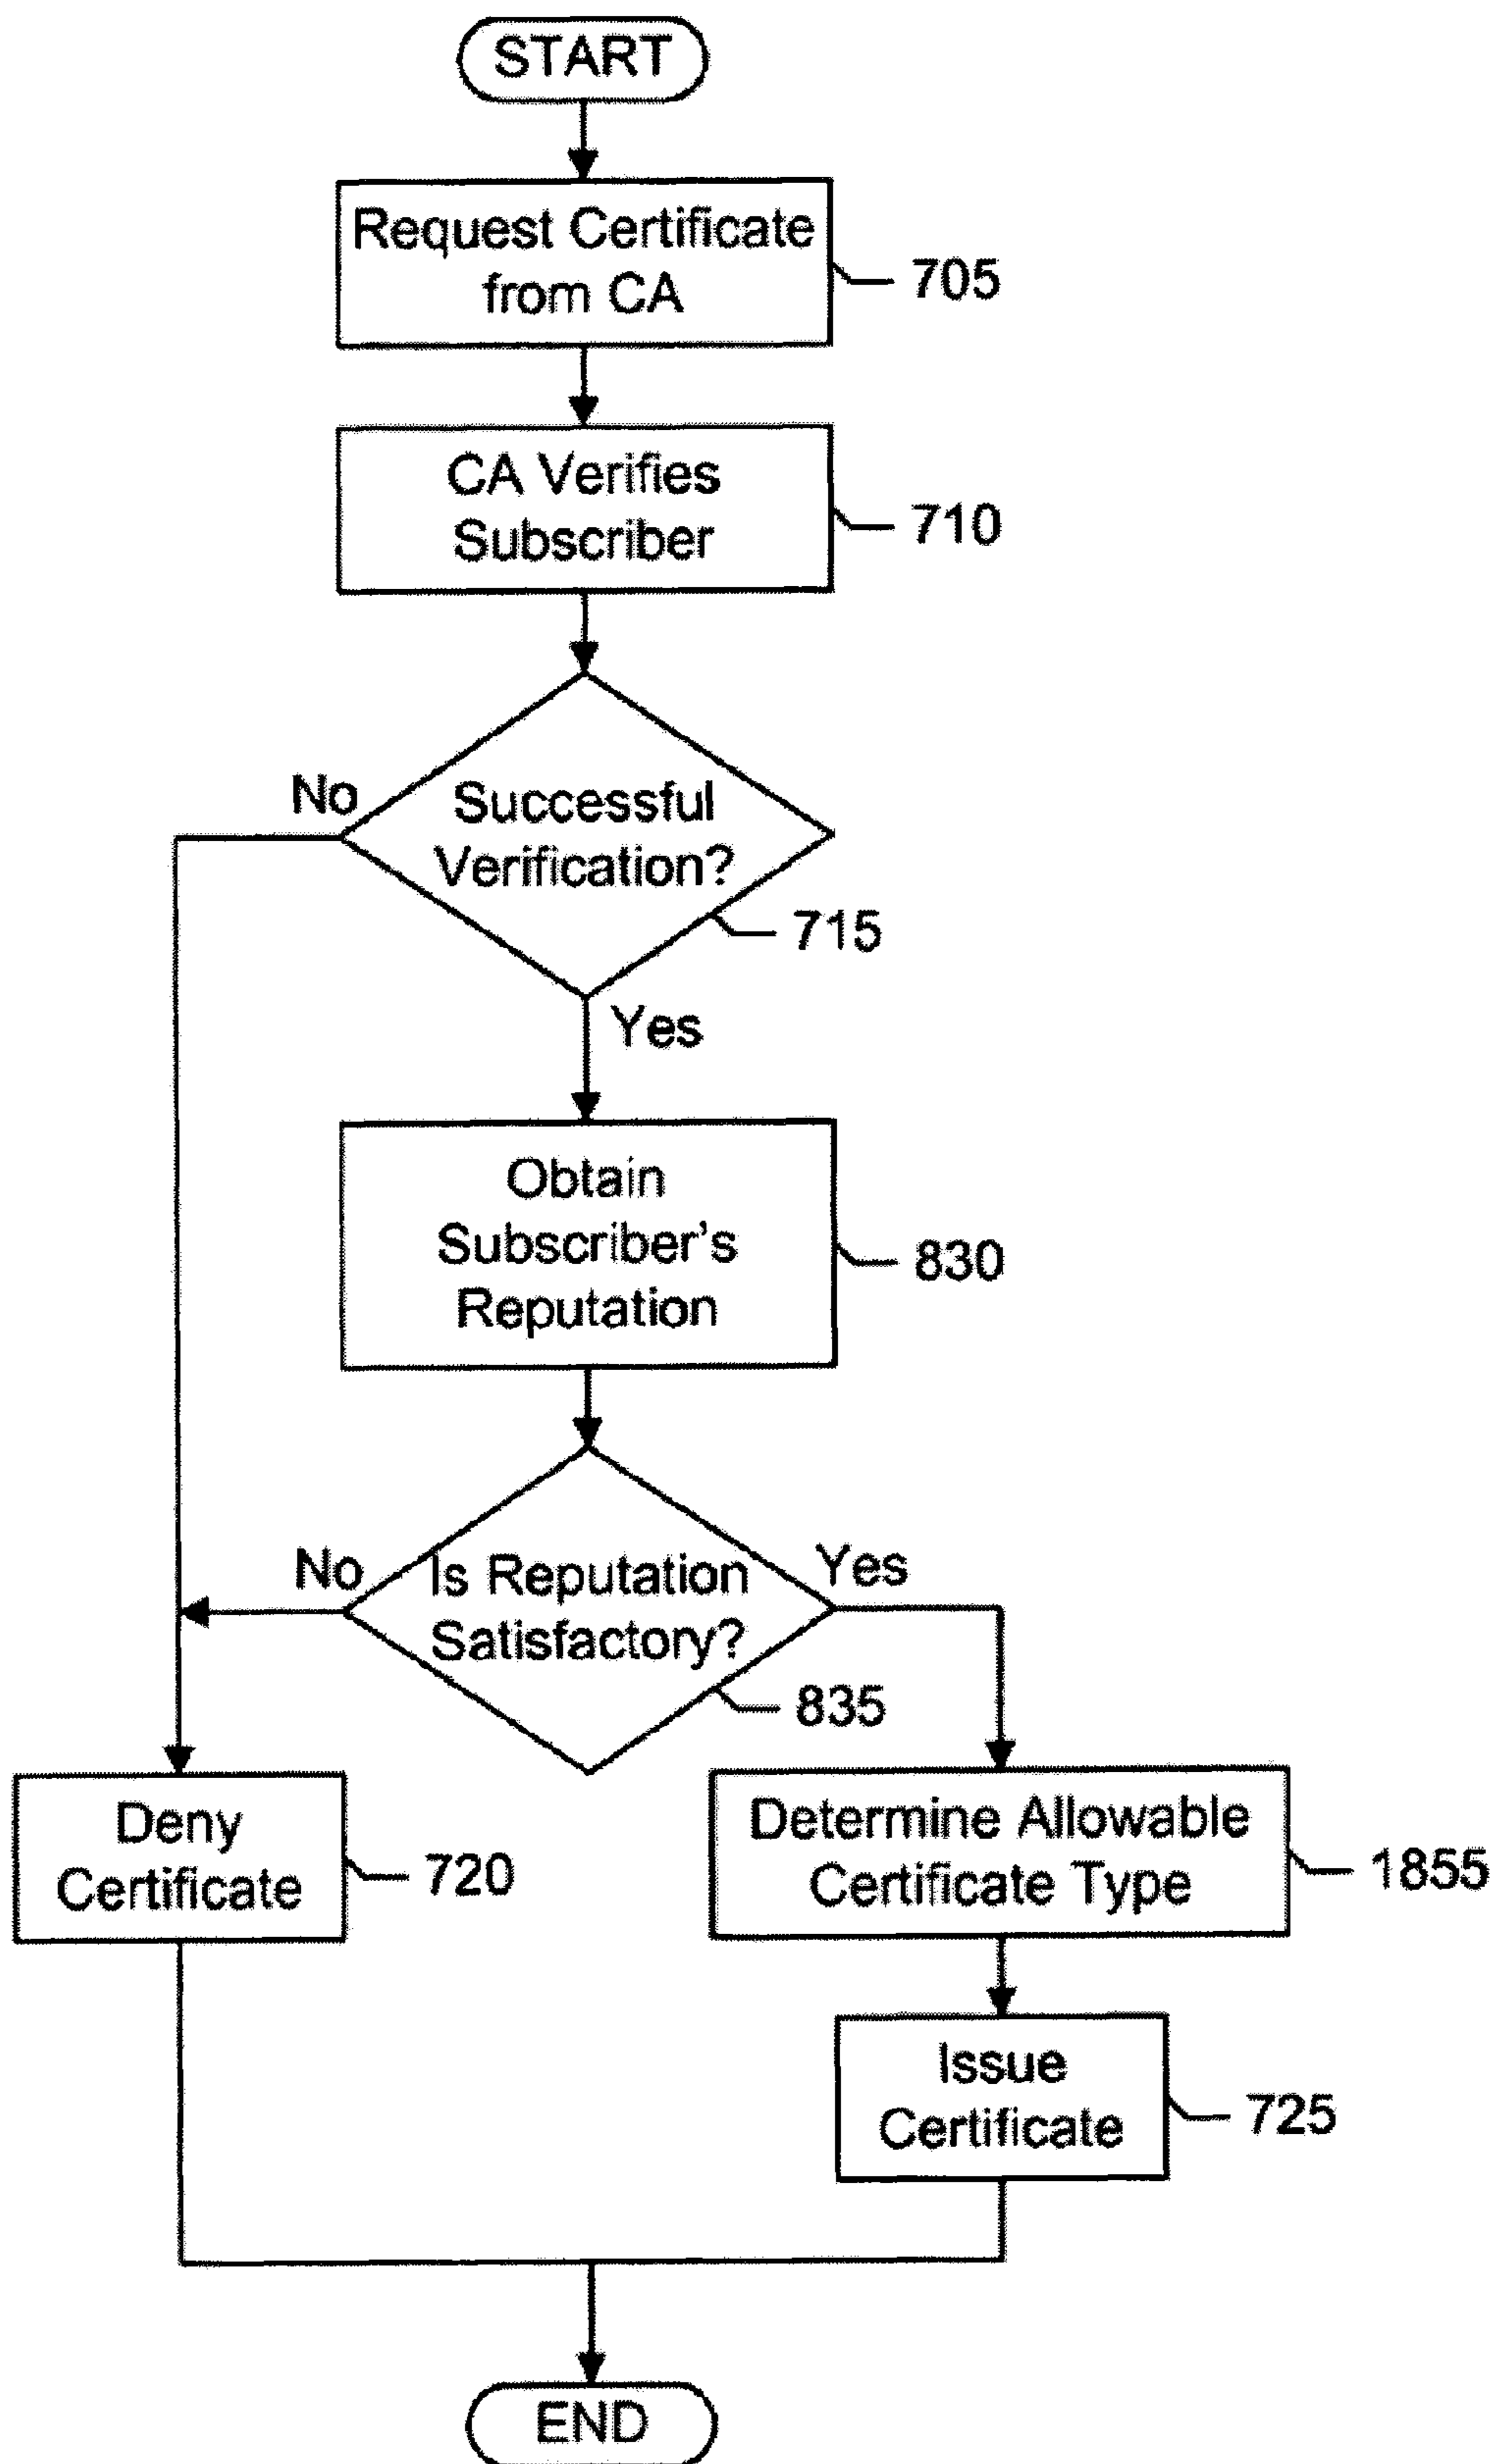 START
Request Certificate
from CA
705
CA Verifies
Subscriber
710
No
Successful
Verification?
715
Yes
Obtain
Subscriber's
Reputation
830
No
Is Reputation
Satisfactory?
Yes
835
Deny
Certificate
720
Determine Allowable
Certificate Type
1855
Issue
Certificate
725
END